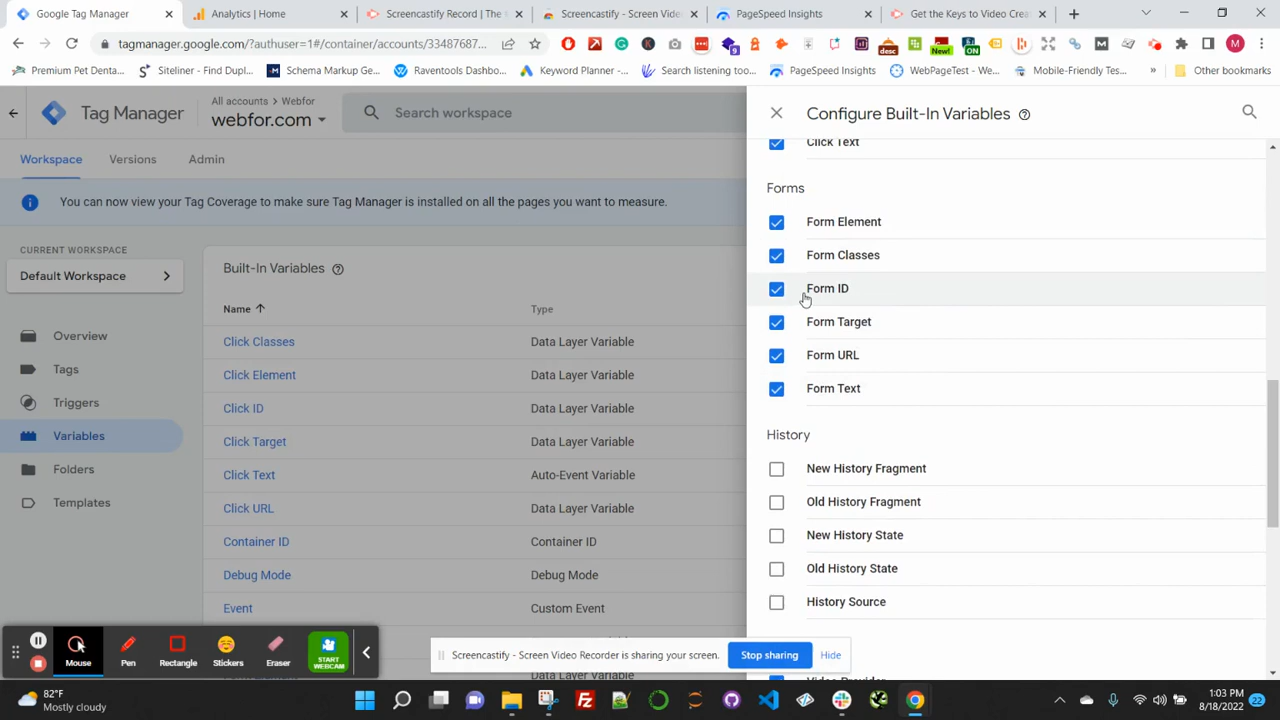 Google Tag Manager
Analytics | Home
Screencastify Record | The
Screencastify - Screen Video
PageSpeed Insights
Get the Keys to Video Crea
tagmanager.google.com/?authuser=1#/container/accounts/33487687...
9
desc
New!
ON
M
Premium Pet Denta...
Siteliner - Find Dupl...
Schema Markup Ge...
Raventools Dashbo...
Keyword Planner -...
Search listening too...
PageSpeed Insights
WebPageTest - We...
Mobile-Friendly Tes...
»
Other bookmarks
Tag Manager
All accounts > Webfor
webfor.com
Search workspace
Workspace
Versions
Admin
You can now view your Tag Coverage to make sure Tag Manager is installed on all the pages you want to measure.
CURRENT WORKSPACE
Default Workspace
Overview
Tags
Triggers
Variables
Folders
Templates
Built-In Variables
Name
Type
Click Classes
Data Layer Variable
Click Element
Data Layer Variable
Click ID
Data Layer Variable
Click Target
Data Layer Variable
Click Text
Auto-Event Variable
Click URL
Data Layer Variable
Container ID
Container ID
Debug Mode
Debug Mode
Event
Custom Event
Configure Built-In Variables
Click Text
Forms
Form Element
Form Classes
Form ID
Form Target
Form URL
Form Text
History
New History Fragment
Old History Fragment
New History State
Old History State
History Source
Video Provider
Mouse
Pen
Rectangle
Stickers
Eraser
START
WEBCAM
Screencastify - Screen Video Recorder is sharing your screen.
Stop sharing
Hide
82°F
Mostly cloudy
1:03 PM
8/18/2022
22